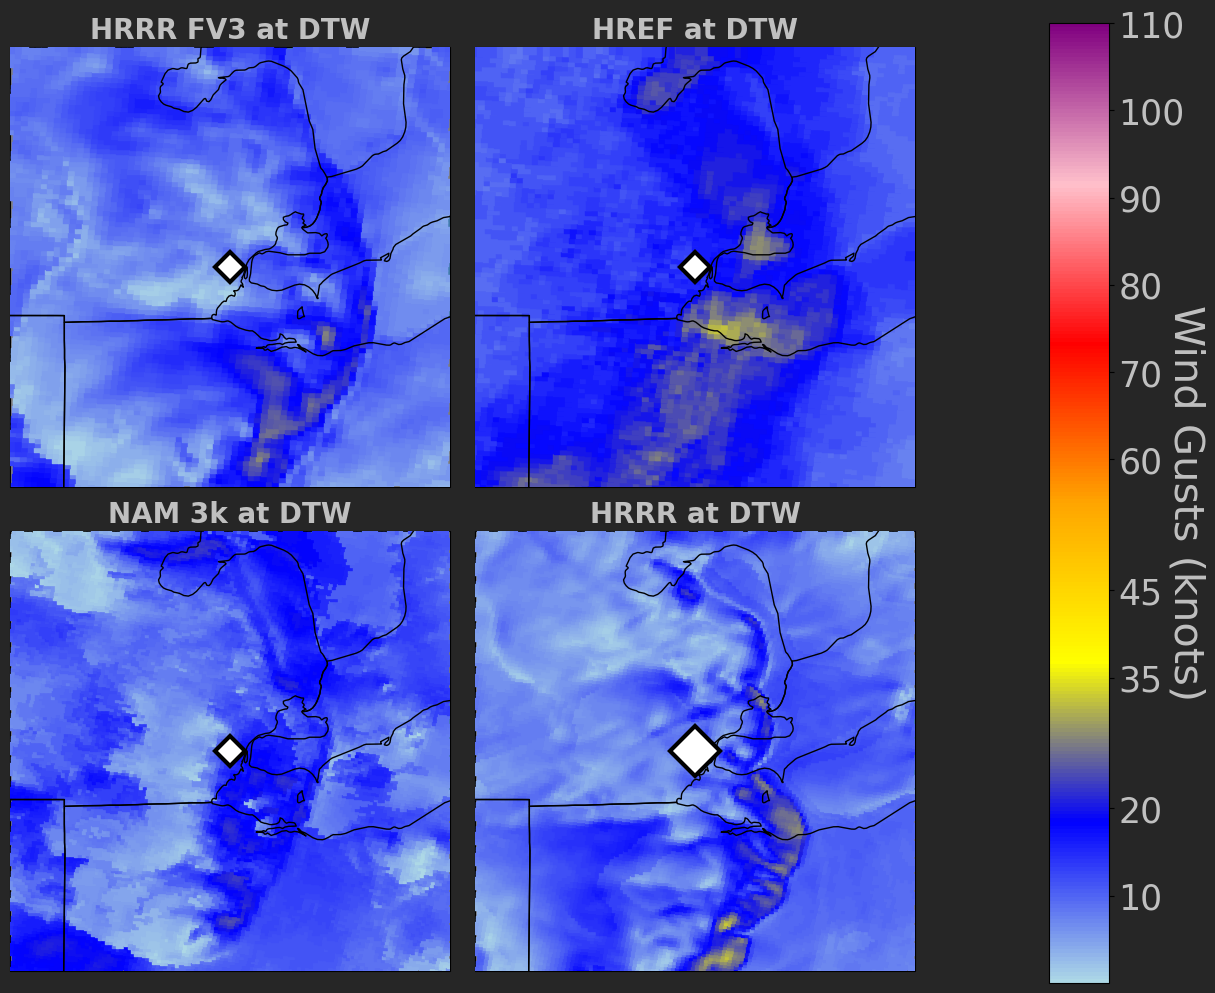 HRRR FV3 at DTW
HREF at DTW
NAM 3k at DTW
HRRR at DTW
110
100
90
80
70
60
45
35
20
10
Wind Gusts (knots)